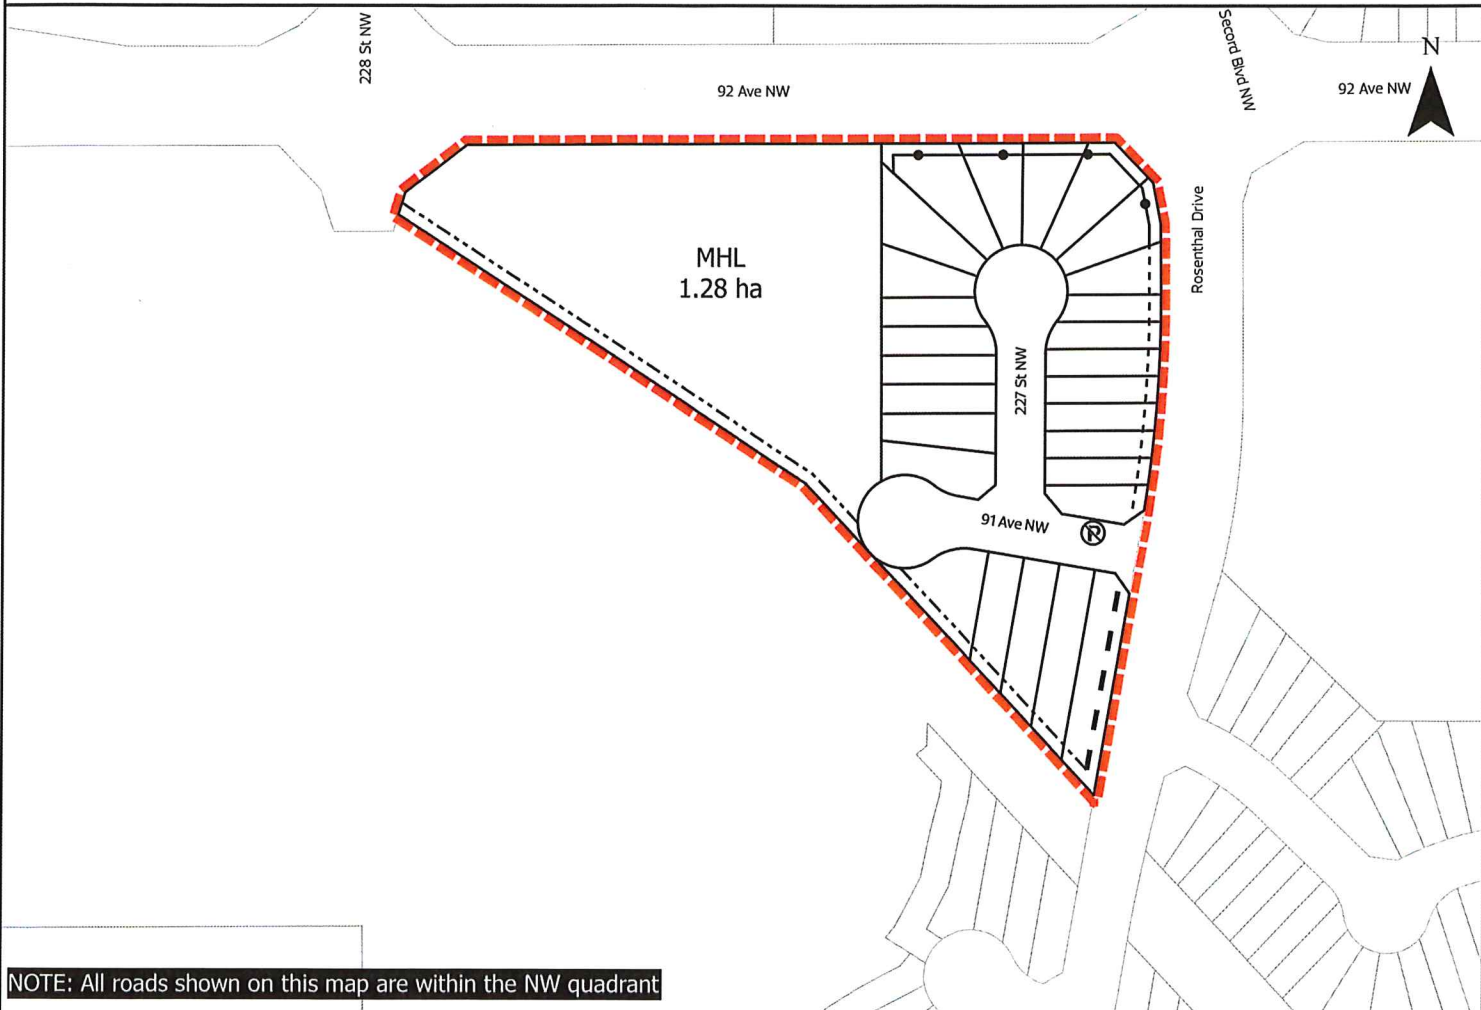 228 St NW
92 Ave NW
Second Blvd NW
92 Ave NW
N
MHL
1.28 ha
Rosenthal Drive
227 St NW
91 Ave NW
P
NOTE: All roads shown on this map are within the NW quadrant